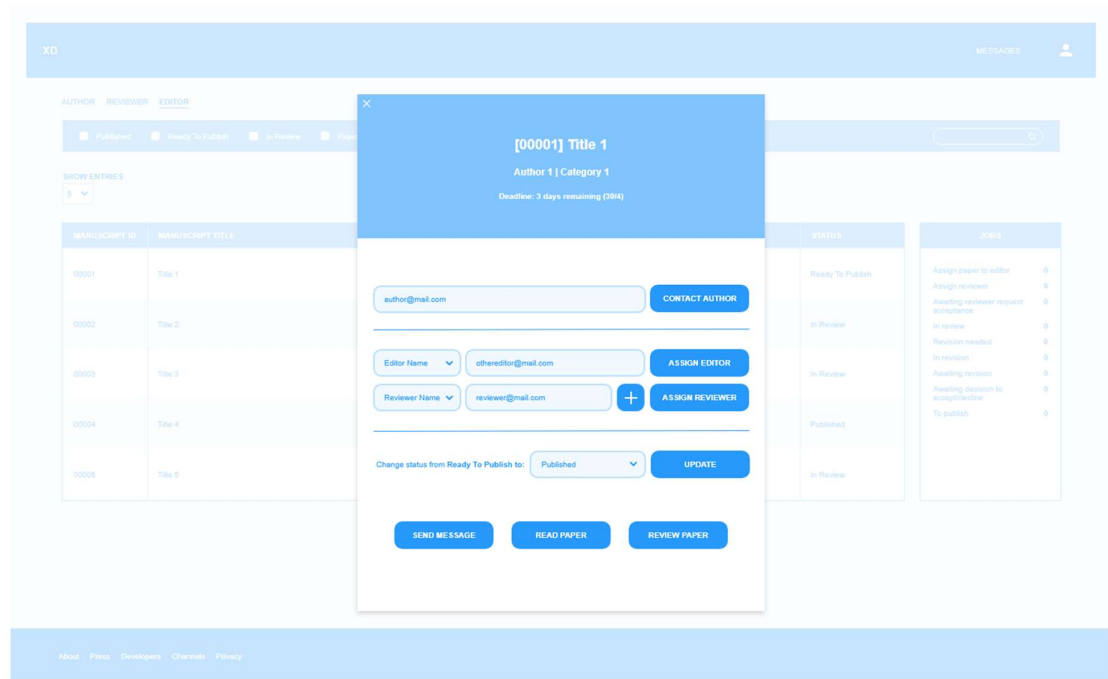 XD
MESSAGES
AUTHOR REVIEWER EDITOR
Published Ready To Publish In Review
SHOW ENTRIES
5
MANUSCRIPT ID MANUSCRIPT TITLE STATUS JOBS
00001 Title 1 Ready To Publish
00002 Title 2 In Review
00003 Title 3 In Review
00004 Title 4 Published
00005 Title 5 In Review
Assign paper to editor 0
Assign reviewer 0
Awaiting reviewer request 0
acceptance
In review 0
Revision needed 0
In revision 0
Awaiting revision 0
Awaiting decision to 0
accept/decline
To publish 0
[00001] Title 1
Author 1 | Category 1
Deadline: 3 days remaining (30/4)
author@mail.com CONTACT AUTHOR
Editor Name othereditor@mail.com ASSIGN EDITOR
Reviewer Name reviewer@mail.com + ASSIGN REVIEWER
Change status from Ready To Publish to: Published UPDATE
SEND MESSAGE READ PAPER REVIEW PAPER
About Press Developers Channels Privacy